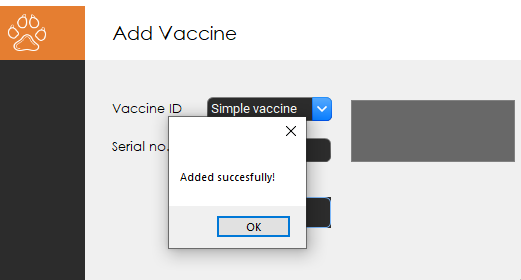 Add Vaccine
Vaccine ID Simple vaccine
Serial no.
Added succesfully!
OK